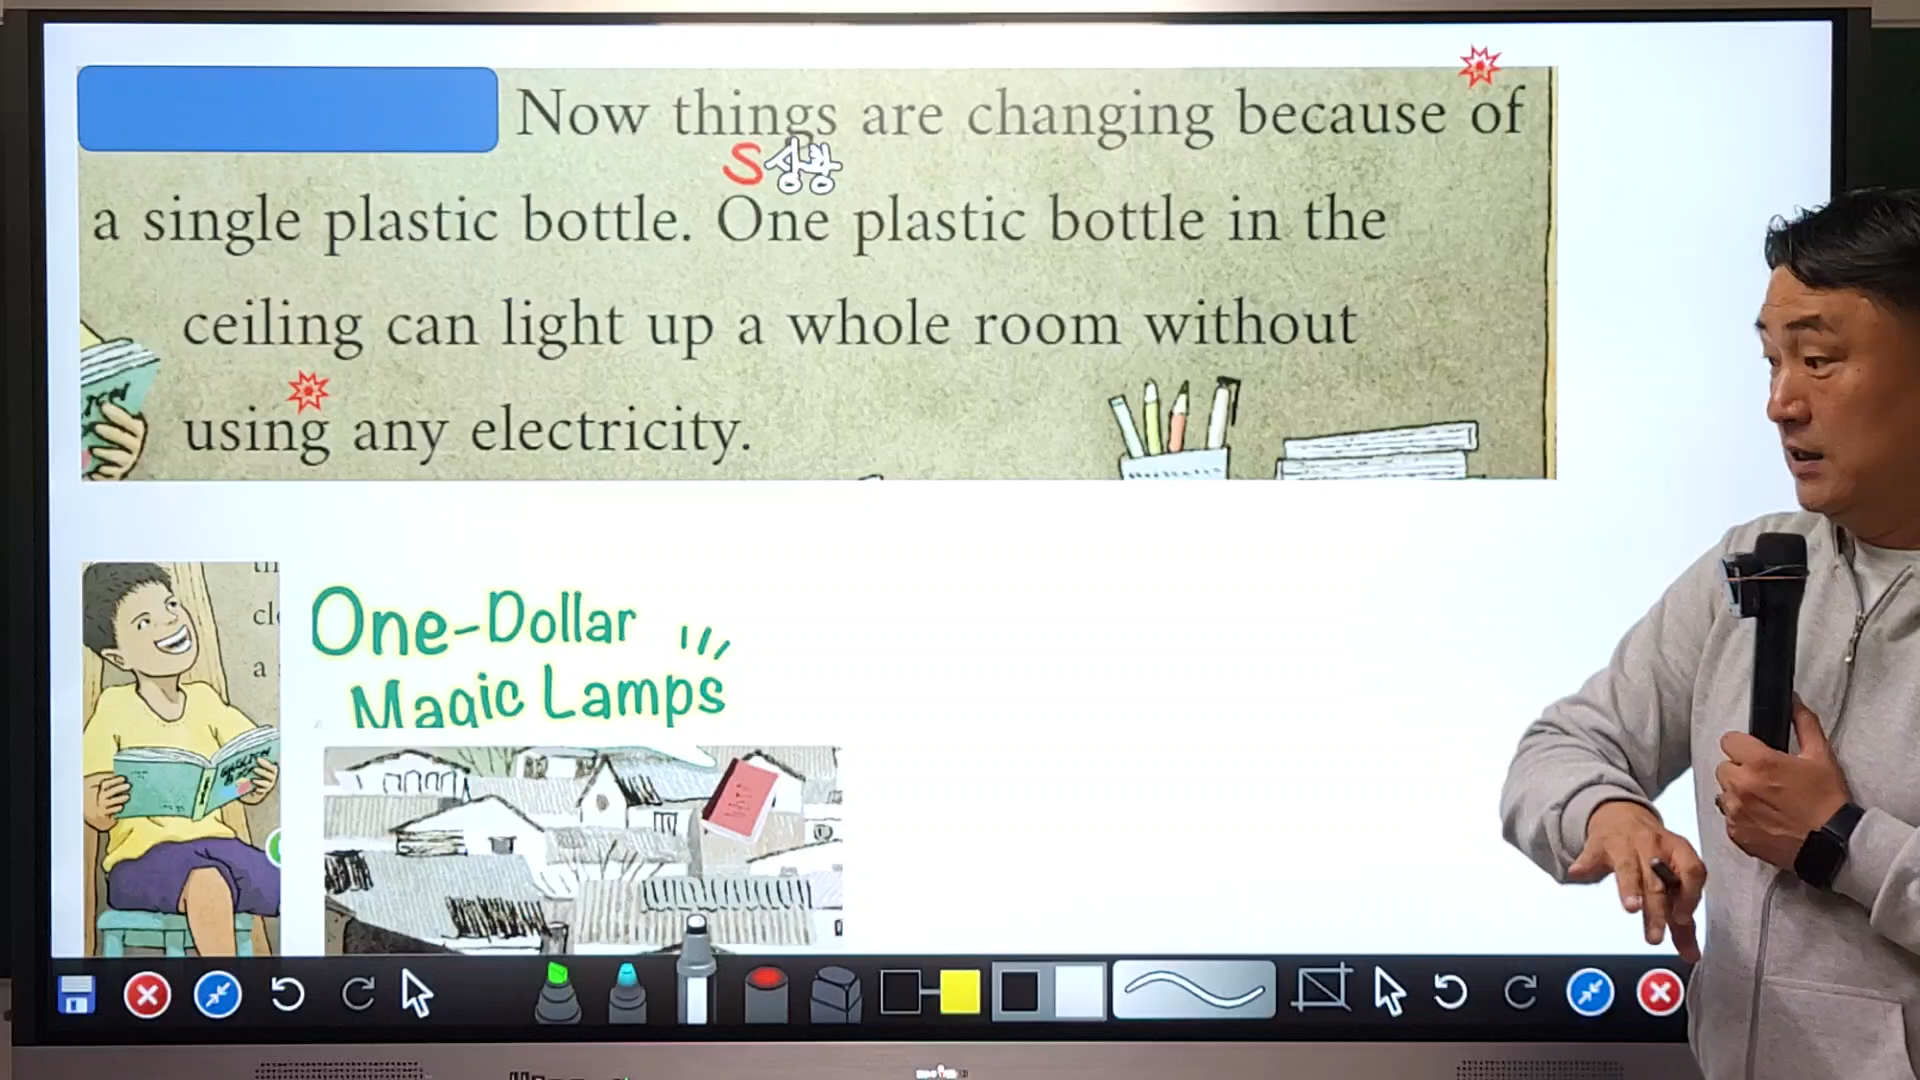 Now things are changing because of
S상황
a single plastic bottle. One plastic bottle in the
ceiling can light up a whole room without
using any electricity.
a
One-Dollar
Magic Lamps